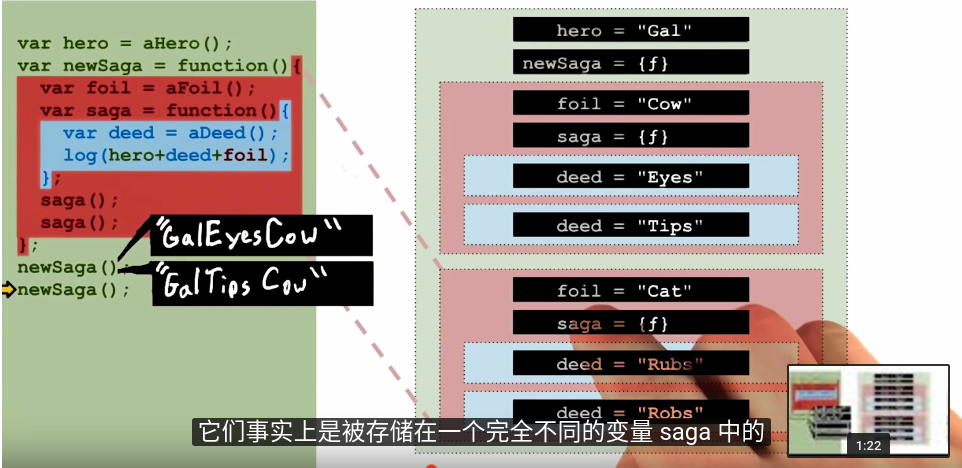 var hero = aHero();
var newSaga = function(){
var foil = aFoil();
var saga = function(){
var deed = aDeed();
log(hero+deed+foil);
};
saga();
saga();
};
newSaga();
newSaga();
"GalEyesCow"
"GalTips Cow"
hero = "Gal"
newSaga = {f}
foil = "Cow"
saga = {f}
deed = "Eyes"
deed = "Tips"
foil = "Cat"
saga = {f}
deed = "Rubs"
deed = "Robs"
它们事实上是被存储在一个完全不同的变量 saga 中的
1:22